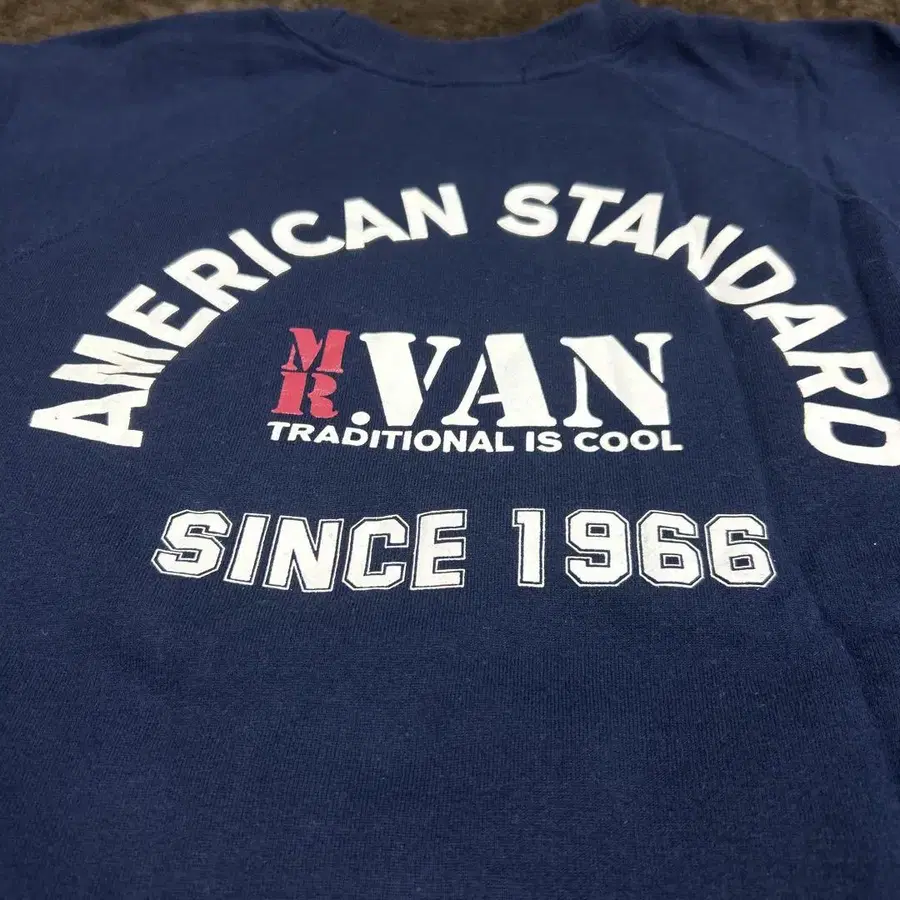 AMERICAN STANDARD
MR.VAN
TRADITIONAL IS COOL
SINCE 1966